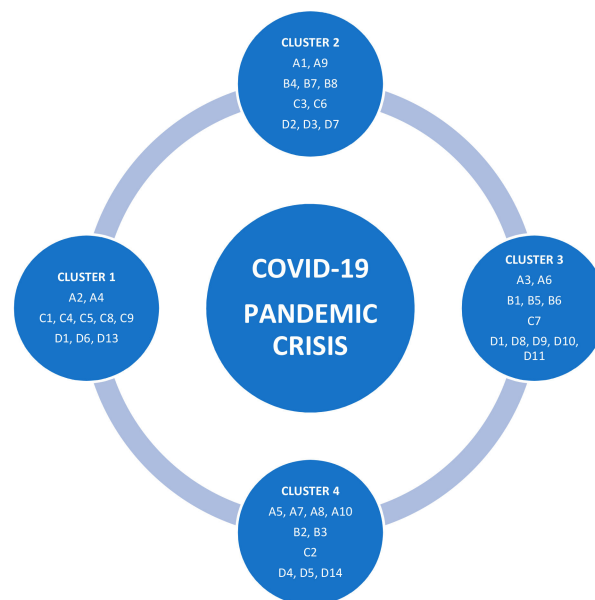 CLUSTER 2
A1, A9
B4, B7, B8
C3, C6
D2, D3, D7
CLUSTER 1
A2, A4
C1, C4, C5, C8, C9
D1, D6, D13
COVID-19
PANDEMIC
CRISIS
CLUSTER 3
A3, A6
B1, B5, B6
C7
D1, D8, D9, D10,
D11
CLUSTER 4
A5, A7, A8, A10
B2, B3
C2
D4, D5, D14